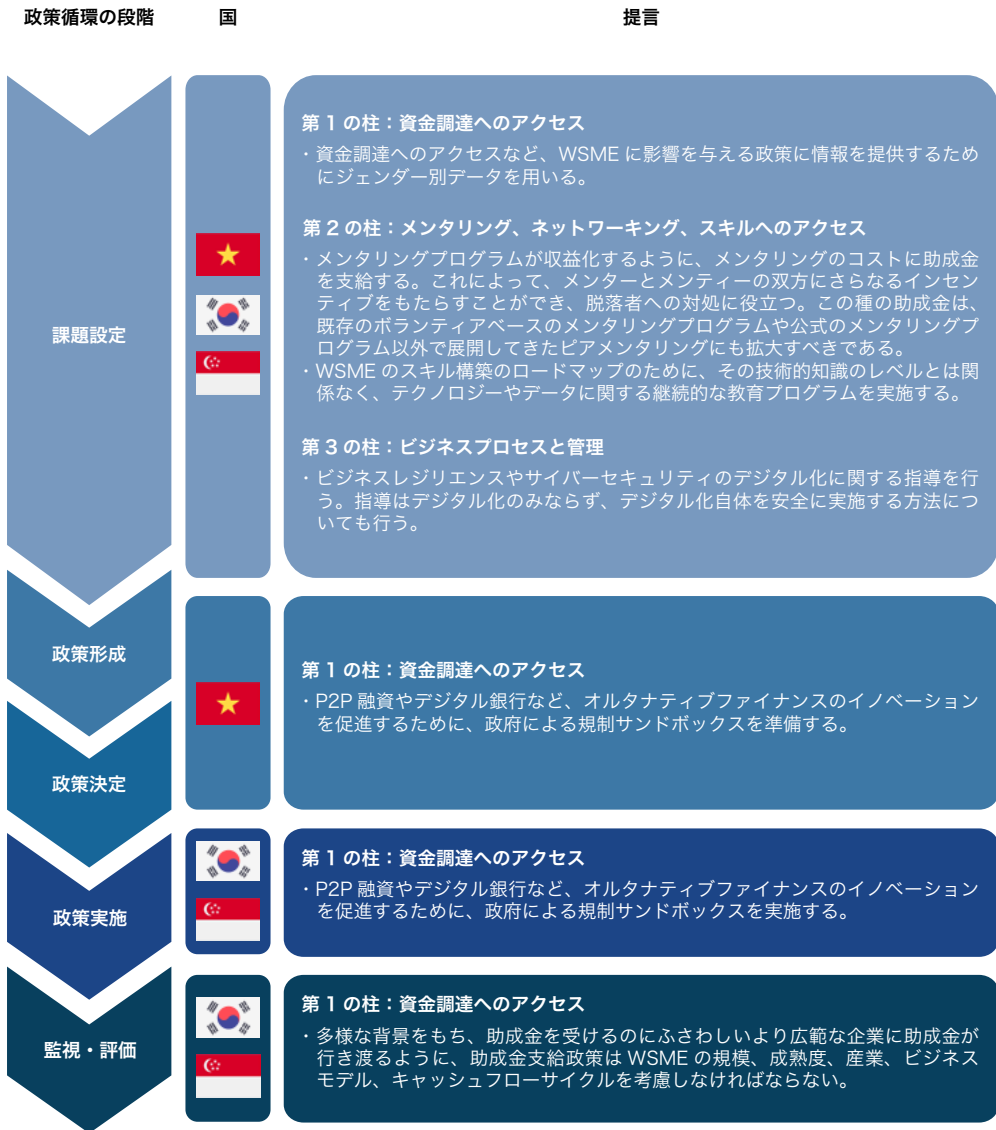 政策循環の段階
国
提言
課題設定
第 1 の柱：資金調達へのアクセス
・資金調達へのアクセスなど、WSME に影響を与える政策に情報を提供するため
にジェンダー別データを用いる。
第 2 の柱：メンタリング、ネットワーキング、スキルへのアクセス
・メンタリングプログラムが収益化するように、メンタリングのコストに助成金
を支給する。これによって、メンターとメンティーの双方にさらなるインセン
ティブをもたらすことができ、脱落者への対処に役立つ。この種の助成金は、
既存のボランティアベースのメンタリングプログラムや公式のメンタリングプ
ログラム以外で展開してきたピアメンタリングにも拡大すべきである。
・WSME のスキル構築のロードマップのために、その技術的知識のレベルとは関
係なく、テクノロジーやデータに関する継続的な教育プログラムを実施する。
第 3 の柱：ビジネスプロセスと管理
・ビジネスレジリエンスやサイバーセキュリティのデジタル化に関する指導を行
う。指導はデジタル化のみならず、デジタル化自体を安全に実施する方法につ
いても行う。
政策形成
政策決定
第 1 の柱：資金調達へのアクセス
・P2P 融資やデジタル銀行など、オルタナティブファイナンスのイノベーション
を促進するために、政府による規制サンドボックスを準備する。
政策実施
第 1 の柱：資金調達へのアクセス
・P2P 融資やデジタル銀行など、オルタナティブファイナンスのイノベーション
を促進するために、政府による規制サンドボックスを実施する。
監視・評価
第 1 の柱：資金調達へのアクセス
・多様な背景をもち、助成金を受けるのにふさわしいより広範な企業に助成金が
行き渡るように、助成金支給政策は WSME の規模、成熟度、産業、ビジネス
モデル、キャッシュフローサイクルを考慮しなければならない。